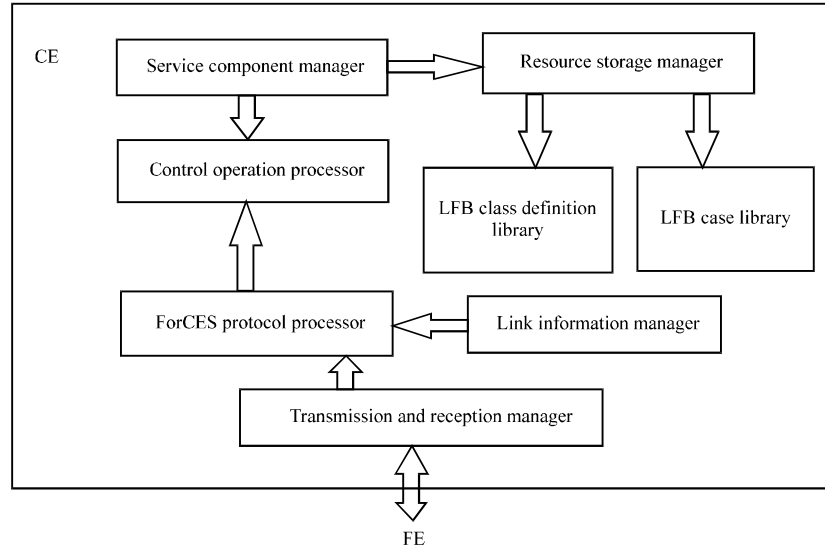 CE
Service component manager
Resource storage manager
Control operation processor
LFB class definition
library
LFB case library
ForCES protocol processor
Link information manager
Transmission and reception manager
FE